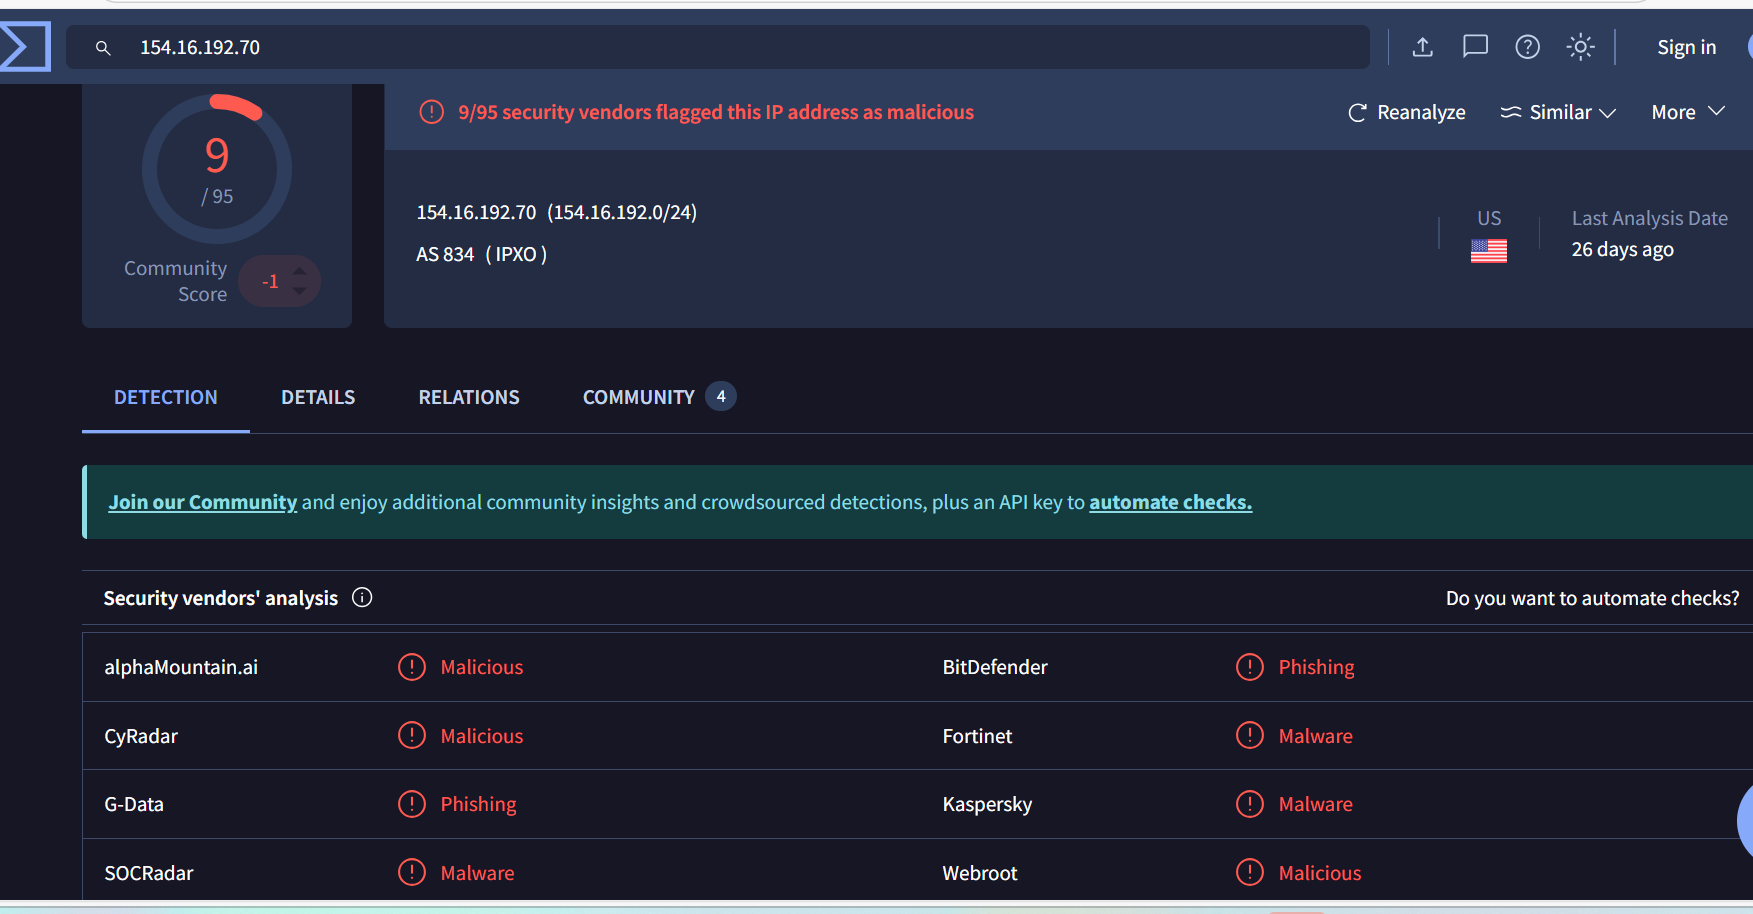 154.16.192.70
Sign in
9
/ 95
Community
Score
-1
9/95 security vendors flagged this IP address as malicious
Reanalyze
Similar
More
154.16.192.70 (154.16.192.0/24)
AS 834 ( IPXO )
US
Last Analysis Date
26 days ago
DETECTION
DETAILS
RELATIONS
COMMUNITY
4
Join our Community and enjoy additional community insights and crowdsourced detections, plus an API key to automate checks.
Security vendors' analysis
Do you want to automate checks?
alphaMountain.ai
Malicious
BitDefender
Phishing
CyRadar
Malicious
Fortinet
Malware
G-Data
Phishing
Kaspersky
Malware
SOCRadar
Malware
Webroot
Malicious